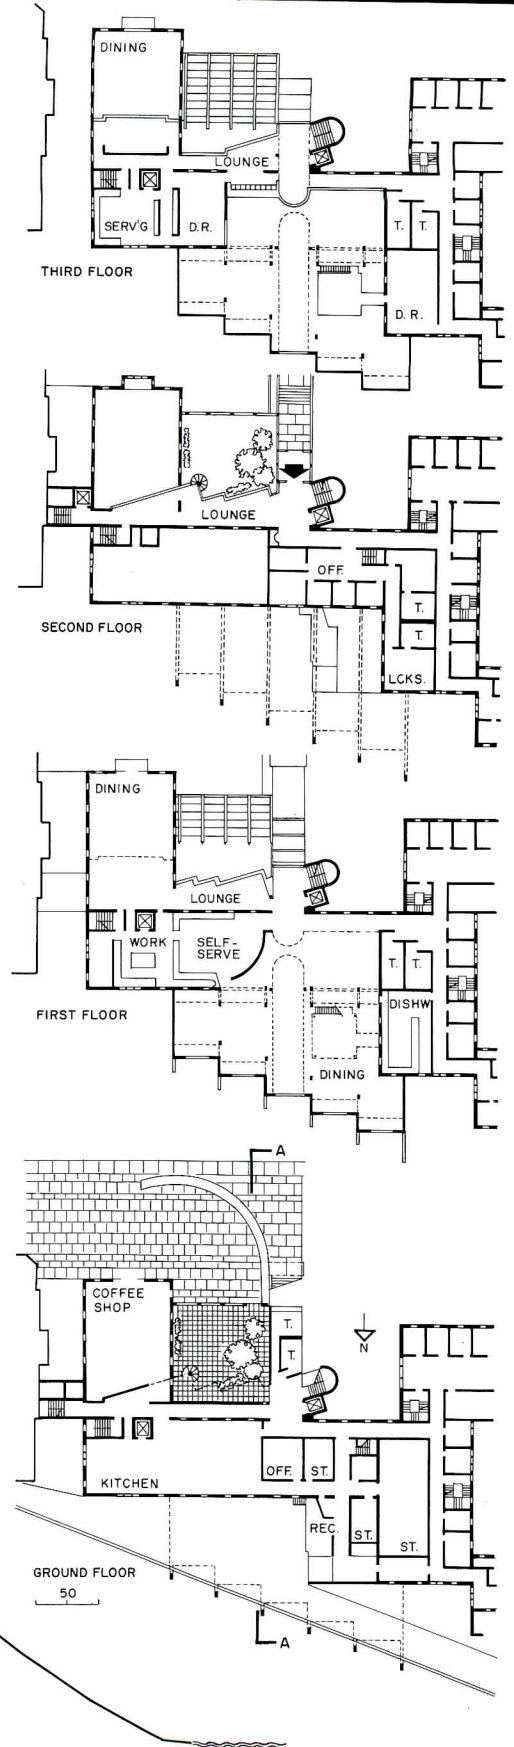 DINING
LOUNGE
SERV'G
D.R.
T.
T.
D.R.
THIRD FLOOR
LOUNGE
OFF.
T.
T.
LCKS.
SECOND FLOOR
DINING
LOUNGE
WORK
SELF-
SERVE
T.
T.
DISHW.
FIRST FLOOR
DINING
A
COFFEE
SHOP
T.
T.
N
OFF.
ST.
KITCHEN
REC.
ST.
ST.
GROUND FLOOR
50
A